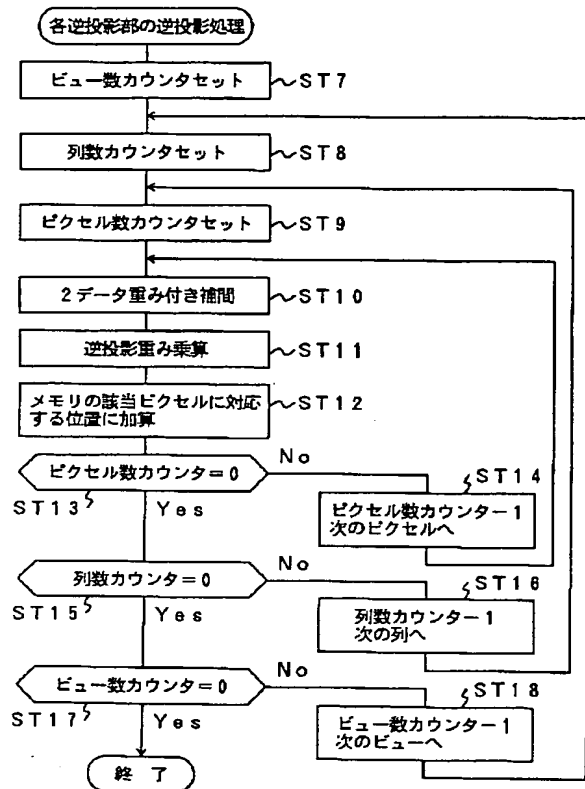 各逆投影部の逆投影処理
ビュー数カウンタセット
ST7
列数カウンタセット
ST8
ピクセル数カウンタセット
ST9
2データ重み付き補間
ST10
逆投影重み乗算
ST11
メモリの該当ピクセルに対応
する位置に加算
ST12
ピクセル数カウンタ=0
No
ST13
Yes
ST14
ピクセル数カウンター1
次のピクセルへ
列数カウンタ=0
No
ST15
Yes
ST16
列数カウンター1
次の列へ
ビュー数カウンタ=0
No
ST17
Yes
ST18
ビュー数カウンター1
次のビューへ
終了